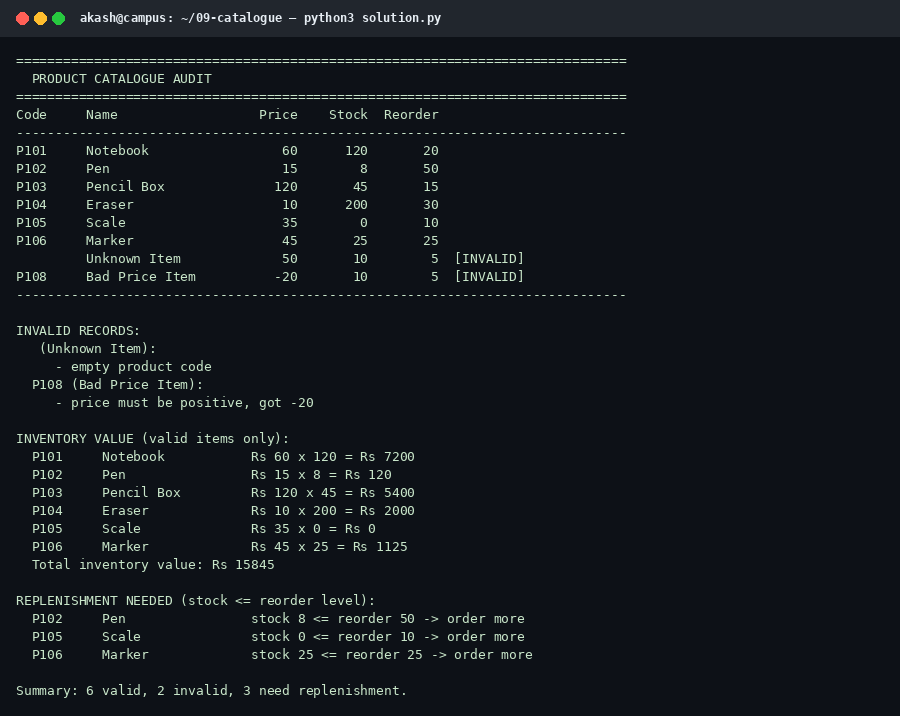 akash@campus: ~/09-catalogue — python3 solution.py
==============================================================================
  PRODUCT CATALOGUE AUDIT
==============================================================================
Code     Name                  Price    Stock  Reorder
------------------------------------------------------------------------------
P101     Notebook                 60      120       20
P102     Pen                      15        8       50
P103     Pencil Box              120       45       15
P104     Eraser                   10      200       30
P105     Scale                    35        0       10
P106     Marker                   45       25       25
         Unknown Item             50       10        5  [INVALID]
P108     Bad Price Item          -20       10        5  [INVALID]
------------------------------------------------------------------------------
INVALID RECORDS:
   (Unknown Item):
     - empty product code
  P108 (Bad Price Item):
     - price must be positive, got -20
INVENTORY VALUE (valid items only):
  P101     Notebook           Rs 60 x 120 = Rs 7200
  P102     Pen                Rs 15 x 8 = Rs 120
  P103     Pencil Box         Rs 120 x 45 = Rs 5400
  P104     Eraser             Rs 10 x 200 = Rs 2000
  P105     Scale              Rs 35 x 0 = Rs 0
  P106     Marker             Rs 45 x 25 = Rs 1125
  Total inventory value: Rs 15845
REPLENISHMENT NEEDED (stock <= reorder level):
  P102     Pen                stock 8 <= reorder 50 -> order more
  P105     Scale              stock 0 <= reorder 10 -> order more
  P106     Marker             stock 25 <= reorder 25 -> order more
Summary: 6 valid, 2 invalid, 3 need replenishment.